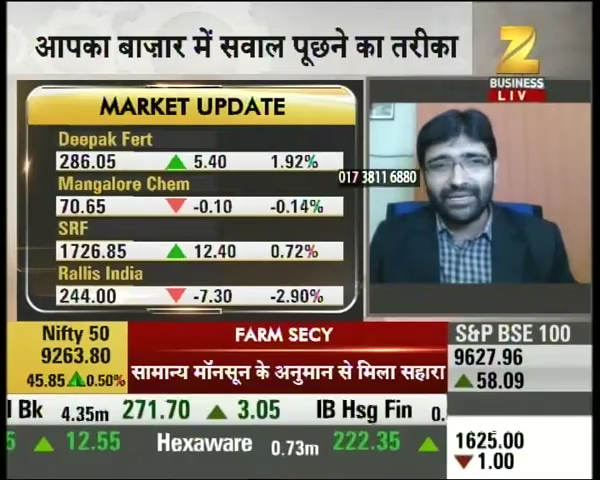 आपका बाज़ार में सवाल पूछने का तरीका
Z
BUSINESS
LIV
MARKET UPDATE
Deepak Fert
286.05 5.40 1.92%
Mangalore Chem
70.65 -0.10 -0.14%
SRF
1726.85 12.40 0.72%
Rallis India
244.00 -7.30 -2.90%
017 3811 6880
Nifty 50
9263.80
45.85 0.50%
FARM SECY
सामान्य मॉनसून के अनुमान से मिला सहारा
S&P BSE 100
9627.96
58.09
I Bk 4.35m 271.70 3.05 IB Hsg Fin 0.
5 12.55 Hexaware 0.73m 222.35
1625.00
1.00